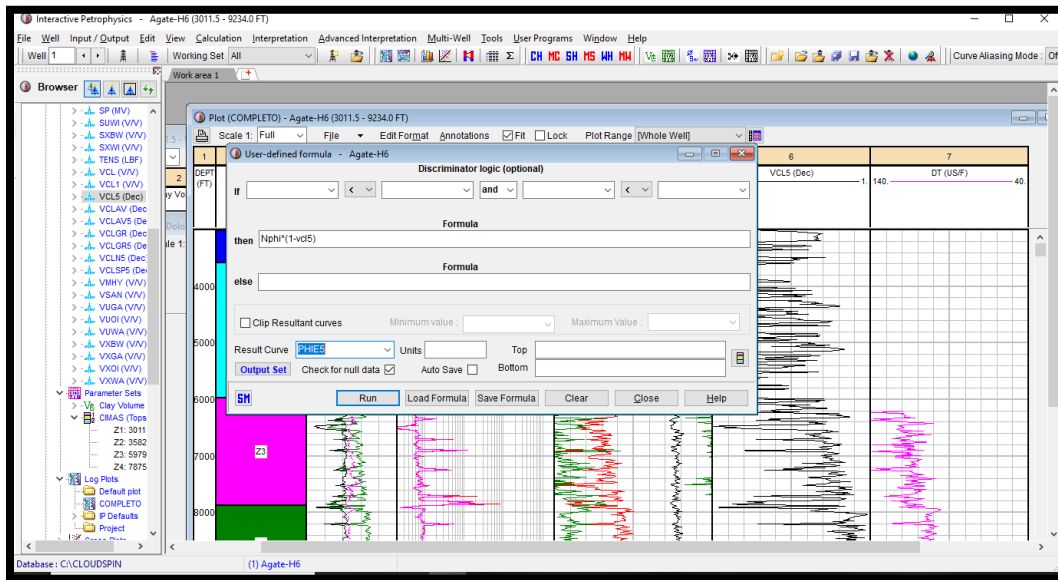 Interactive Petrophysics - Agate-H6 (3011.5 - 9234.0 FT)
File Well Input / Output Edit View Calculation Interpretation Advanced Interpretation Multi-Well Tools User Programs Window Help
Well 1 Working Set All CH MC SH MS WH MW Curve Aliasing Mode : Of
Work area 1
Browser
SP (MV)
SUWI (V/V)
SXBW (V/V)
SXWI (V/V)
TENS (LBF)
VCL (V/V)
VCL1 (V/V)
VCL5 (Dec)
VCLAV (Dec
VCLAV5 (De
VCLGR (Dec
VCLGR5 (De
VCLN5 (Dec
VCLSP5 (De
VMHY (V/V)
VSAN (V/V)
VUGA (V/V)
VUOI (V/V)
VUWA (V/V)
VXBW (V/V)
VXGA (V/V)
VXOI (V/V)
VXWA (V/V)
Parameter Sets
Clay Volume
CIMAS (Tops
Z1: 3011
Z2: 3582
Z3: 5979
Z4: 7875
Log Plots
Default plot
COMPLETO
IP Defaults
Project
Plot (COMPLETO) - Agate-H6 (3011.5 - 9234.0 FT)
Scale 1: Full File Edit Format Annotations Fit Lock Plot Range [Whole Well]
1 6 7
2
DEPT
(FT)
VCL5 (Dec) 1. 140. DT (US/F) 40.
4000
5000
6000
7000
8000
Z3
User-defined formula - Agate-H6
Discriminator logic (optional)
If < and <
Formula
then Nphi*(1-vcl5)
Formula
else
Clip Resultant curves Minimum value : Maximum Value :
Result Curve PHIE5 Units Top
Output Set Check for null data Auto Save Bottom
SM Run Load Formula Save Formula Clear Close Help
Database : C:\CLOUDSPIN (1) Agate-H6